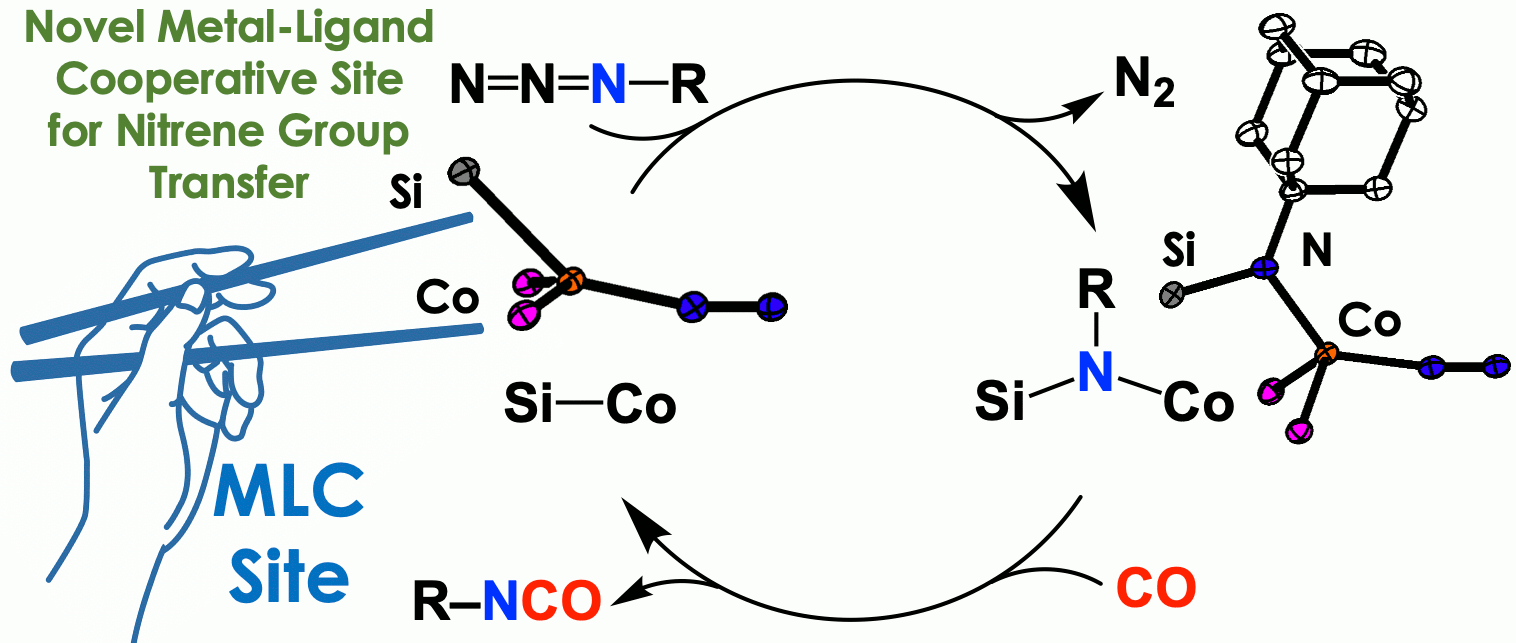 Novel Metal-Ligand
Cooperative Site
for Nitrene Group
Transfer
N=N=N—R
N₂
Si
Co
Si—Co
Si
N
Co
R
N
Si
Co
MLC
Site
R–NCO
CO